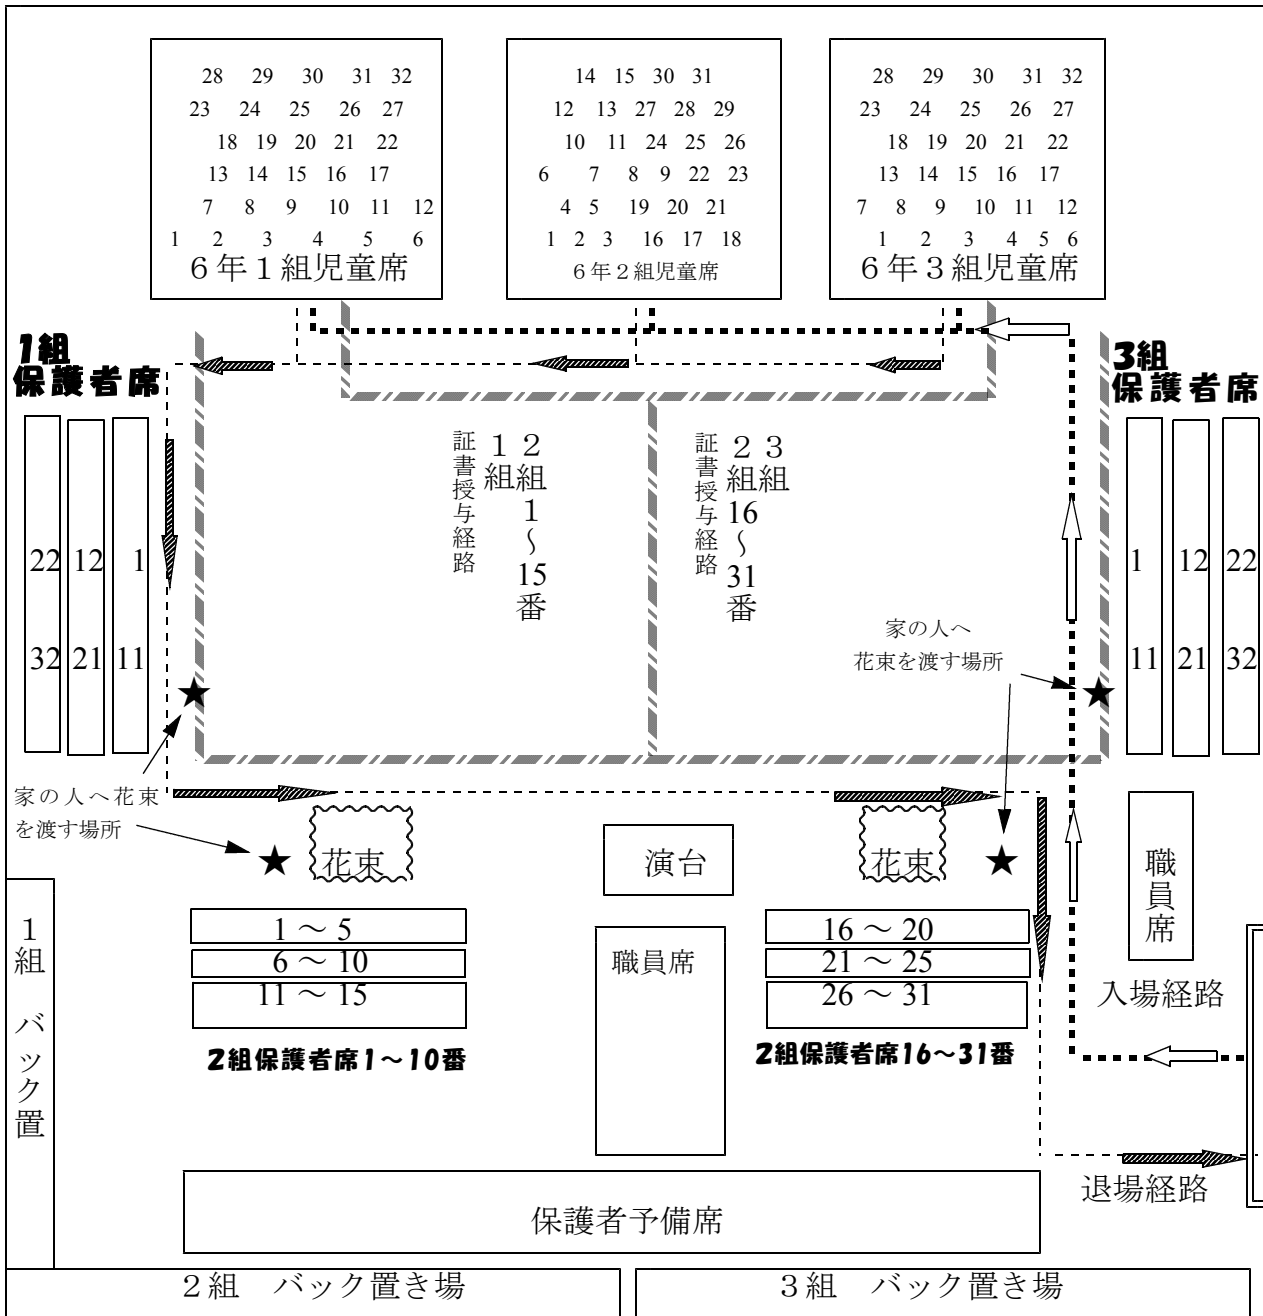 28 29 30 31 32
23 24 25 26 27
18 19 20 21 22
13 14 15 16 17
7 8 9 10 11 12
1 2 3 4 5 6
６年１組児童席
14 15 30 31
12 13 27 28 29
10 11 24 25 26
6 7 8 9 22 23
4 5 19 20 21
1 2 3 16 17 18
６年２組児童席
28 29 30 31 32
23 24 25 26 27
18 19 20 21 22
13 14 15 16 17
7 8 9 10 11 12
1 2 3 4 5 6
６年３組児童席
1組
保護者席
22 12 1
32 21 11
２組１～15番
１組
証書授与経路
３組
２組16～31番
証書授与経路
3組
保護者席
1 12 22
11 21 32
家の人へ
花束を渡す場所
家の人へ花束
を渡す場所
花束
演台
花束
職員席
1～5
6～10
11～15
2組保護者席1～10番
職員席
16～20
21～25
26～31
2組保護者席16～31番
入場経路
退場経路
１組　バック置
保護者予備席
２組　バック置き場
３組　バック置き場